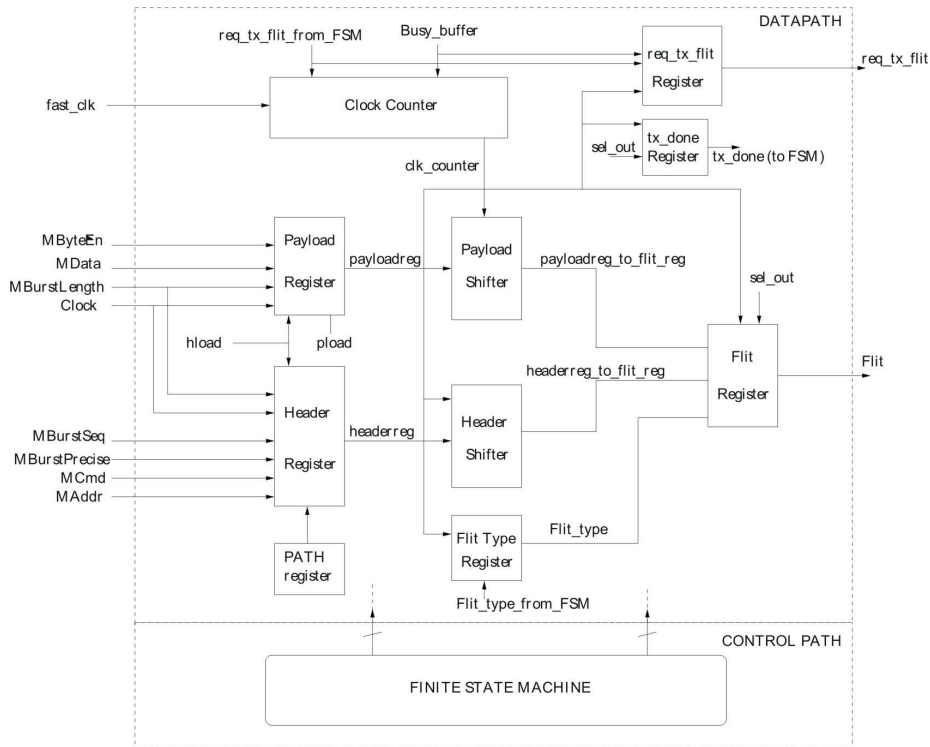 DATAPATH
req_tx_flit_from_FSM
Busy_buffer
req_tx_flit
Register
req_tx_flit
fast_clk
Clock Counter
sel_out
tx_done
Register
tx_done (to FSM)
clk_counter
MByteEn
MData
MBurstLength
Clock
Payload
Register
payloadreg
Payload
Shifter
payloadreg_to_flit_reg
sel_out
hload
pload
Flit
Register
Flit
headerreg_to_flit_reg
MBurstSeq
MBurstPrecise
MCmd
MAddr
Header
Register
headerreg
Header
Shifter
PATH
register
Flit Type
Register
Flit_type
Flit_type_from_FSM
CONTROL PATH
FINITE STATE MACHINE